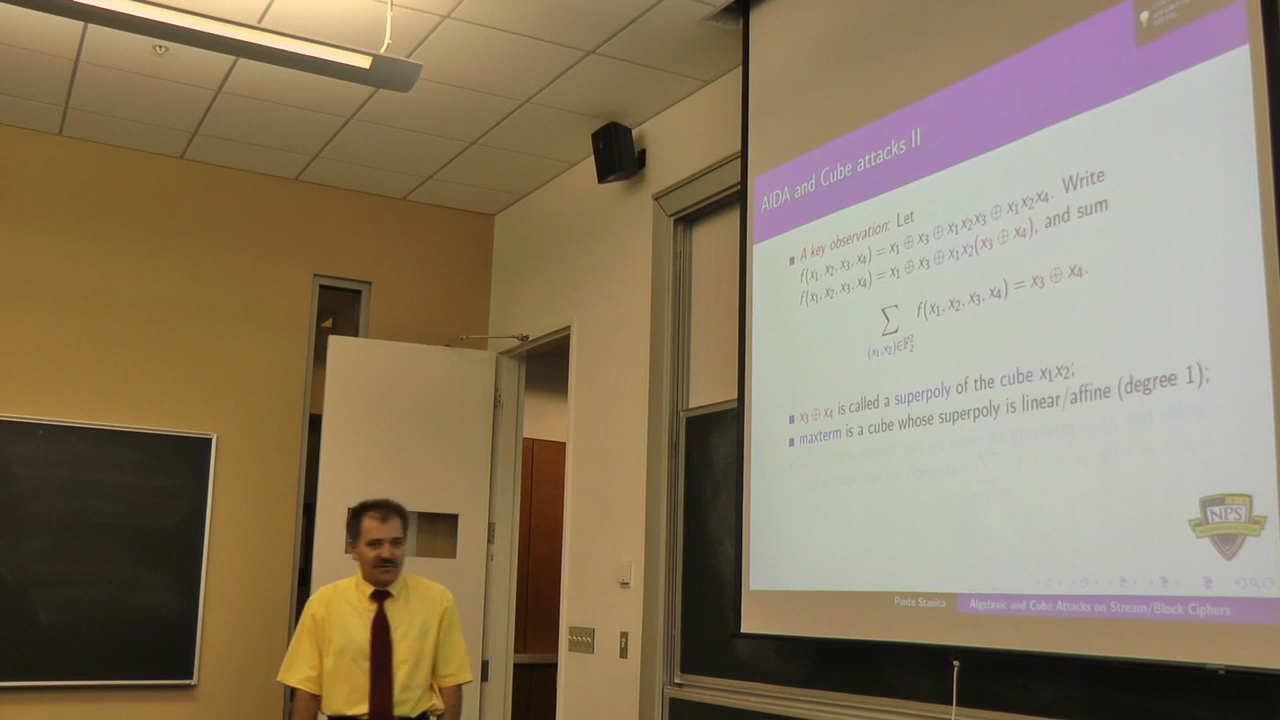 AIDA and Cube attacks II
A key observation: Let
f(x₁, x₂, x₃, x₄) = x₁ ⊕ x₃ ⊕ x₁x₂x₃ ⊕ x₁x₂x₄. Write
f(x₁, x₂, x₃, x₄) = x₁ ⊕ x₃ ⊕ x₁x₂(x₃ ⊕ x₄), and sum
∑ f(x₁, x₂, x₃, x₄) = x₃ ⊕ x₄.
(x₁,x₂)∈𝔽₂²
x₃ ⊕ x₄ is called a superpoly of the cube x₁x₂;
maxterm is a cube whose superpoly is linear/affine (degree 1);
NPS
Pante Stanica Algebraic and Cube Attacks on Stream/Block Ciphers